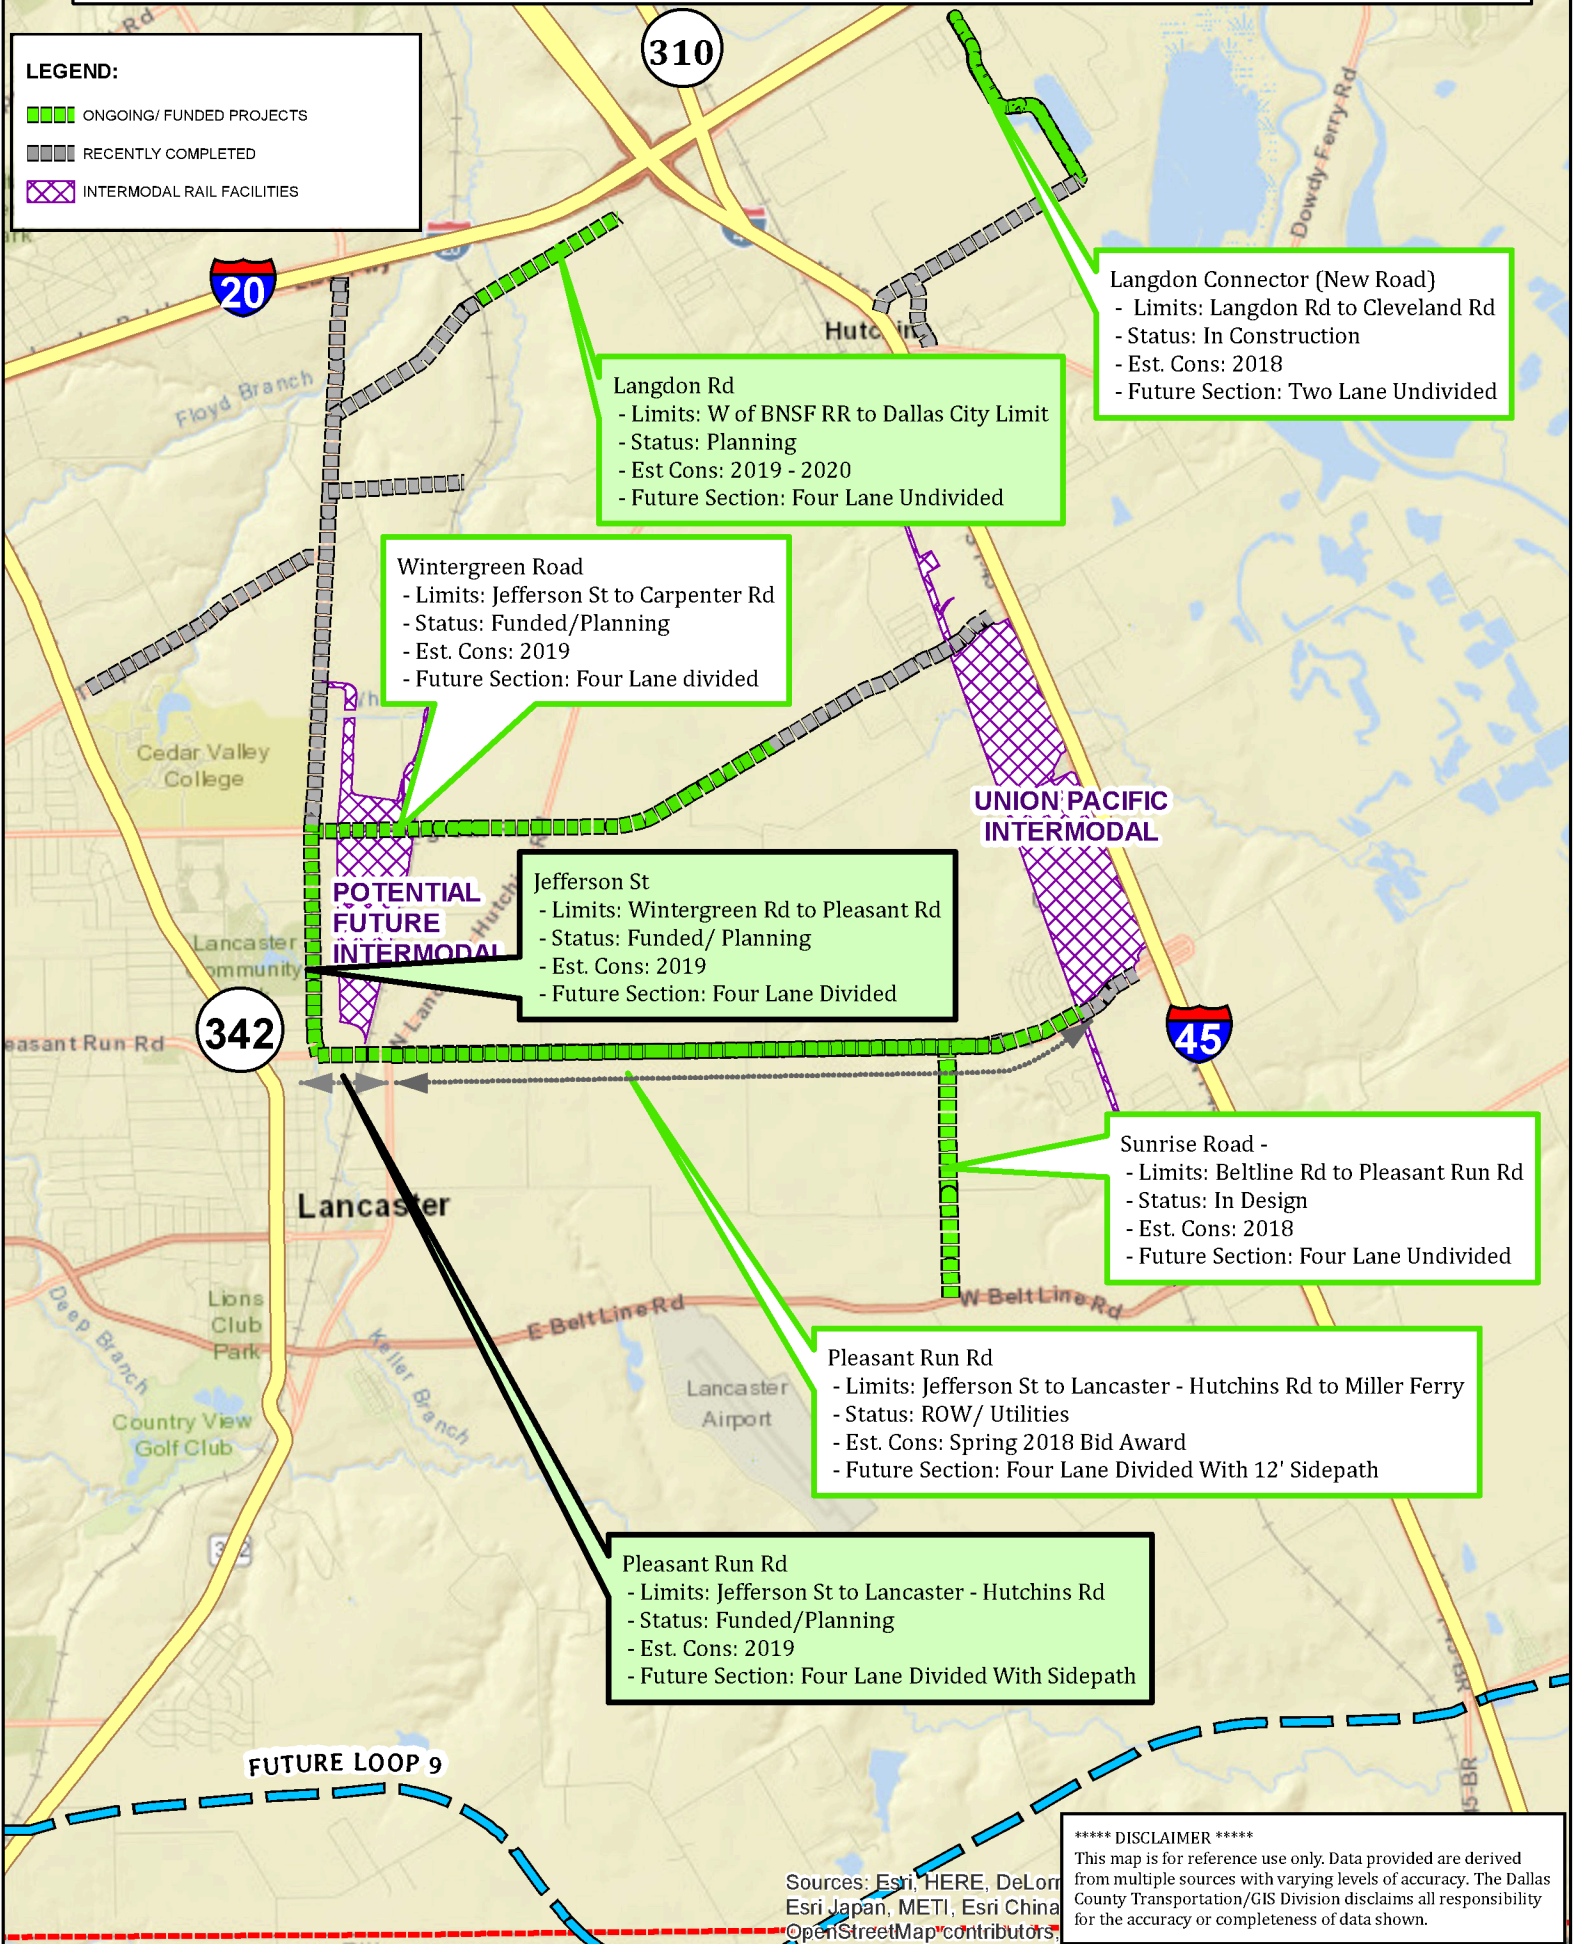 310
LEGEND:
ONGOING/ FUNDED PROJECTS
RECENTLY COMPLETED
INTERMODAL RAIL FACILITIES
Dowdy Ferry Rd
20
Floyd Branch
Langdon Connector (New Road)
- Limits: Langdon Rd to Cleveland Rd
- Status: In Construction
- Est. Cons: 2018
- Future Section: Two Lane Undivided
Langdon Rd
- Limits: W of BNSF RR to Dallas City Limit
- Status: Planning
- Est Cons: 2019 - 2020
- Future Section: Four Lane Undivided
Wintergreen Road
- Limits: Jefferson St to Carpenter Rd
- Status: Funded/Planning
- Est. Cons: 2019
- Future Section: Four Lane divided
Cedar Valley
College
UNION PACIFIC
INTERMODAL
POTENTIAL
FUTURE
INTERMODAL
Jefferson St
- Limits: Wintergreen Rd to Pleasant Rd
- Status: Funded/ Planning
- Est. Cons: 2019
- Future Section: Four Lane Divided
Lancaster
Community
342
easant Run Rd
45
Sunrise Road -
- Limits: Beltline Rd to Pleasant Run Rd
- Status: In Design
- Est. Cons: 2018
- Future Section: Four Lane Undivided
Lancaster
Lions
Club
Park
Deep Branch
Keller Branch
E Belt Line Rd
W Belt Line Rd
Lancaster
Airport
Country View
Golf Club
Pleasant Run Rd
- Limits: Jefferson St to Lancaster - Hutchins Rd to Miller Ferry
- Status: ROW/ Utilities
- Est. Cons: Spring 2018 Bid Award
- Future Section: Four Lane Divided With 12' Sidepath
Pleasant Run Rd
- Limits: Jefferson St to Lancaster - Hutchins Rd
- Status: Funded/Planning
- Est. Cons: 2019
- Future Section: Four Lane Divided With Sidepath
FUTURE LOOP 9
***** DISCLAIMER *****
This map is for reference use only. Data provided are derived
from multiple sources with varying levels of accuracy. The Dallas
County Transportation/GIS Division disclaims all responsibility
for the accuracy or completeness of data shown.
Sources: Esri, HERE, DeLorm
Esri Japan, METI, Esri China
OpenStreetMap contributors,